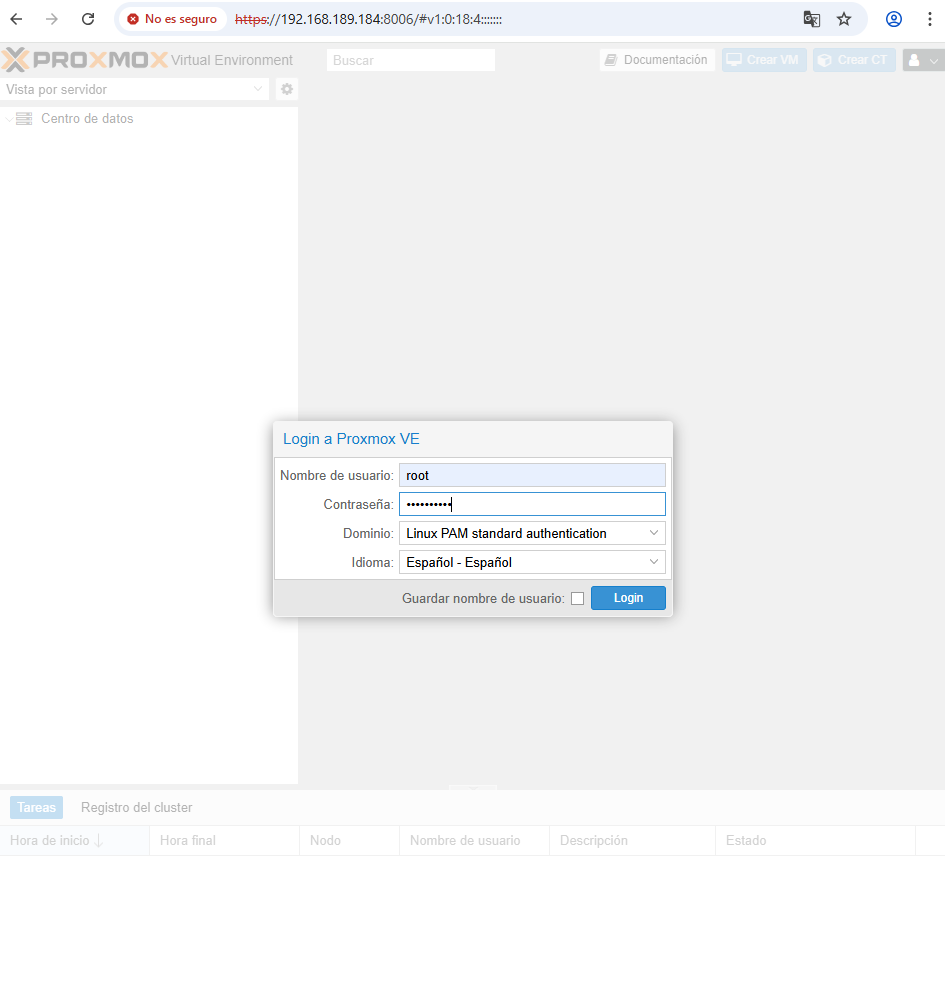 No es seguro https://192.168.189.184:8006/#v1:0:18:4:::::::
PROXMOX Virtual Environment Buscar Documentación Crear VM Crear CT
Vista por servidor
Centro de datos
Login a Proxmox VE
Nombre de usuario: root
Contraseña: ••••••••••
Dominio: Linux PAM standard authentication
Idioma: Español - Español
Guardar nombre de usuario: Login
Tareas Registro del cluster
Hora de inicio Hora final Nodo Nombre de usuario Descripción Estado